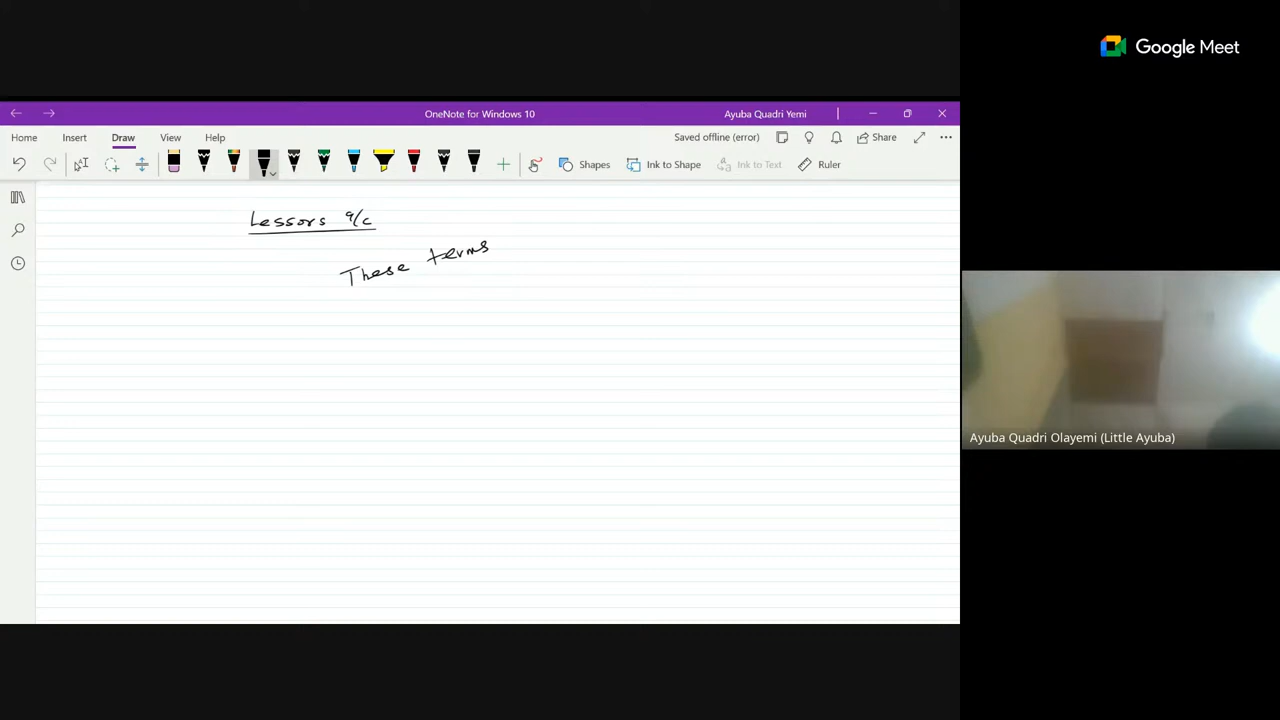 Google Meet
OneNote for Windows 10
Ayuba Quadri Yemi
Home Insert Draw View Help
Saved offline (error)
Share
Shapes
Ink to Shape
Ink to Text
Ruler
Lessors a/c
These terms
Ayuba Quadri Olayemi (Little Ayuba)